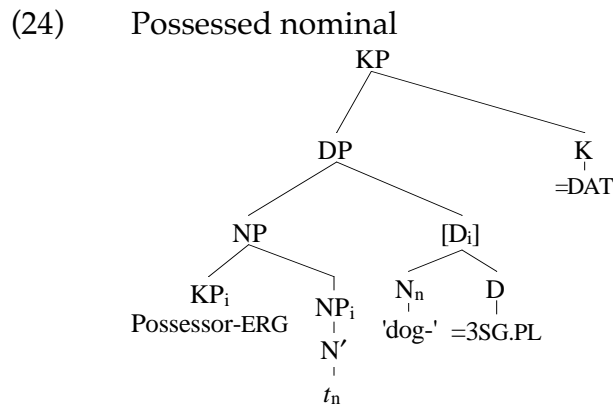 (24) Possessed nominal
KP
DP K
=DAT
NP [Dᵢ]
KPᵢ NPᵢ Nₙ D
Possessor-ERG 'dog-' =3SG.PL
N′
tₙ